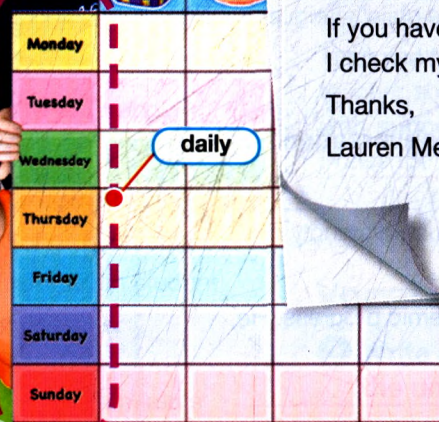 Monday
Tuesday
Wednesday
Thursday
Friday
Saturday
Sunday
daily
If you have
I check my
Thanks,
Lauren Me